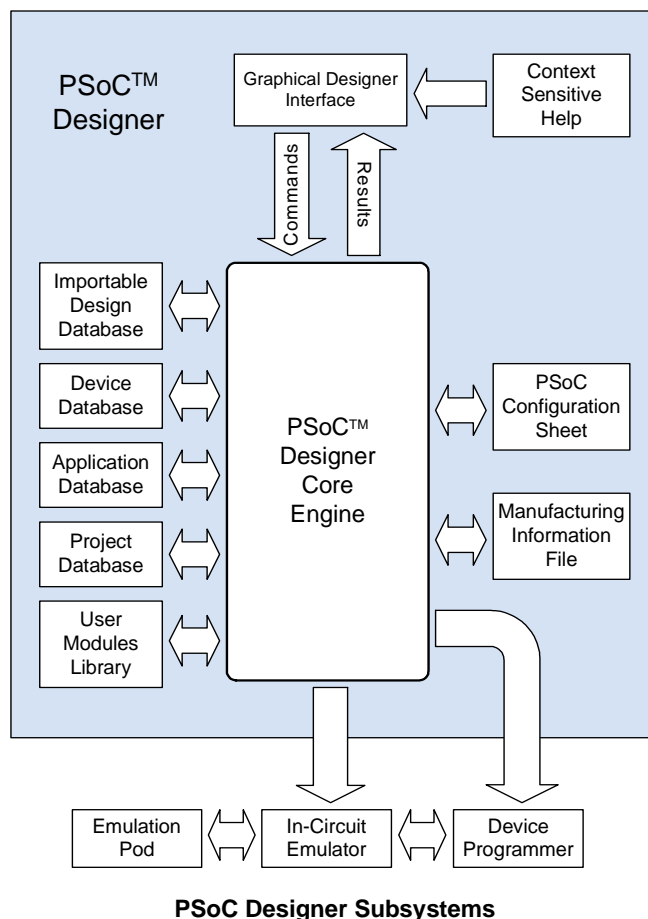 PSoC™
Designer
Graphical Designer
Interface
Context
Sensitive
Help
Commands
Results
Importable
Design
Database
Device
Database
Application
Database
Project
Database
User
Modules
Library
PSoC™
Designer
Core
Engine
PSoC
Configuration
Sheet
Manufacturing
Information
File
Emulation
Pod
In-Circuit
Emulator
Device
Programmer
PSoC Designer Subsystems